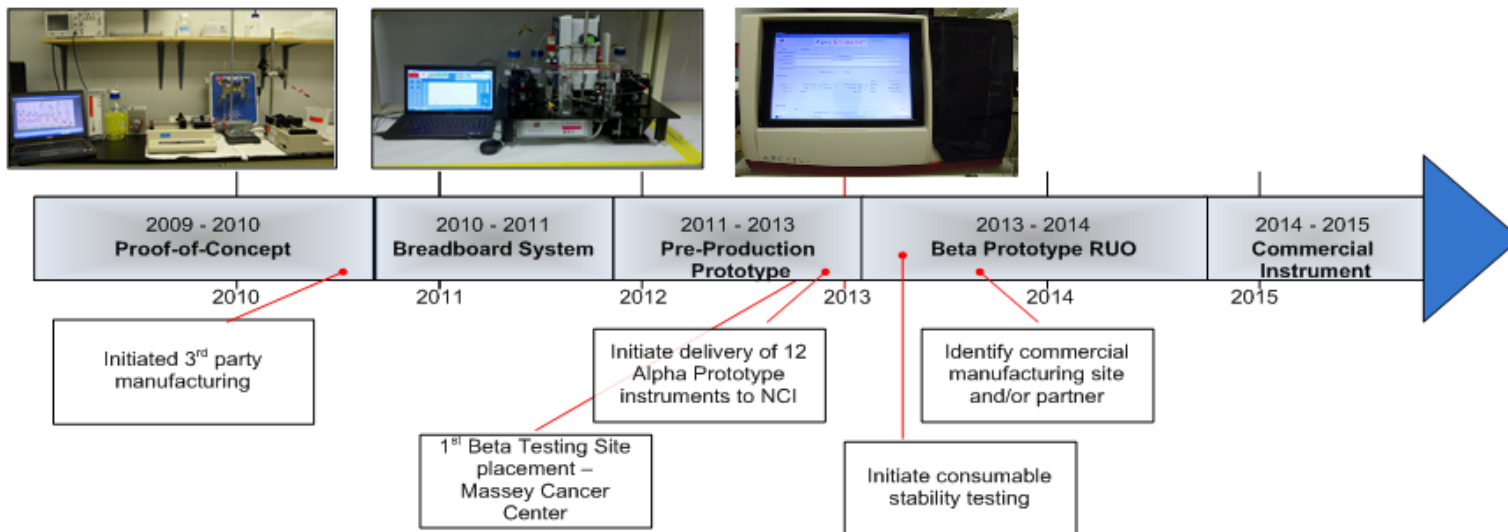 2009 - 2010
Proof-of-Concept
2010 - 2011
Breadboard System
2011 - 2013
Pre-Production
Prototype
2013 - 2014
Beta Prototype RUO
2014 - 2015
Commercial
Instrument
2010
2011
2012
2013
2014
2015
Initiated 3rd party
manufacturing
Initiate delivery of 12
Alpha Prototype
instruments to NCI
Identify commercial
manufacturing site
and/or partner
1st Beta Testing Site
placement –
Massey Cancer
Center
Initiate consumable
stability testing